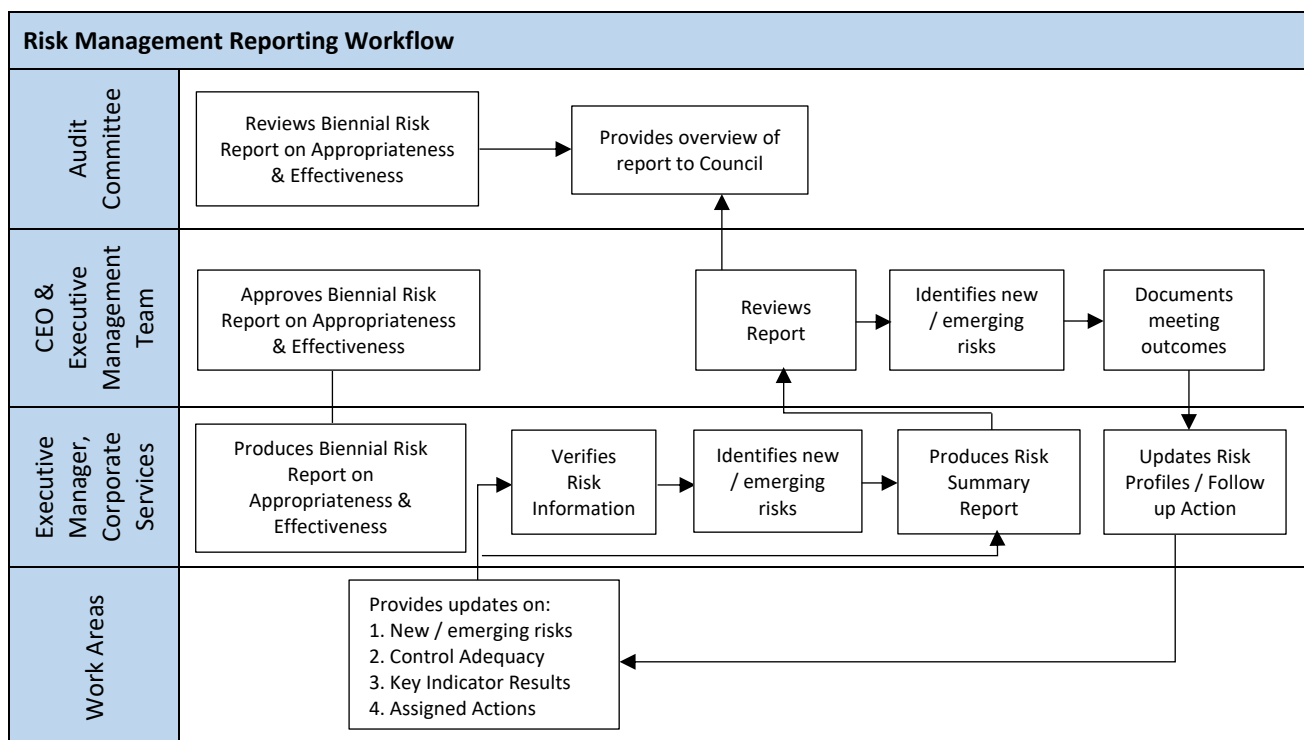 Risk Management Reporting Workflow
Audit
Committee
Reviews Biennial Risk
Report on Appropriateness
& Effectiveness
Provides overview of
report to Council
CEO &
Executive
Management
Team
Approves Biennial Risk
Report on Appropriateness
& Effectiveness
Reviews
Report
Identifies new
/ emerging
risks
Documents
meeting
outcomes
Executive
Manager,
Corporate
Services
Produces Biennial Risk
Report on
Appropriateness &
Effectiveness
Verifies
Risk
Information
Identifies new
/ emerging
risks
Produces Risk
Summary
Report
Updates Risk
Profiles / Follow
up Action
Work Areas
Provides updates on:
1. New / emerging risks
2. Control Adequacy
3. Key Indicator Results
4. Assigned Actions